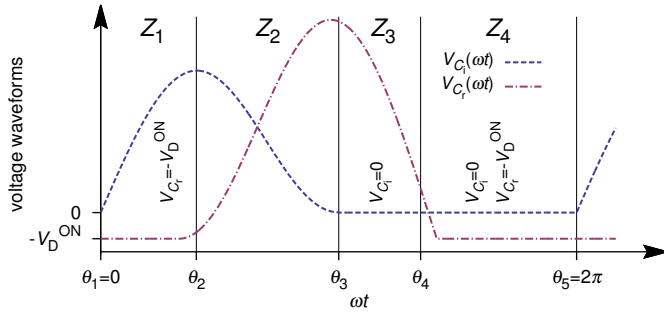 Z1 Z2 Z3 Z4
VCi(ωt)
VCr(ωt)
voltage waveforms
VCr=-VD^ON
VCi=0
VCi=0
VCr=-VD^ON
0
-VD^ON
θ1=0 θ2 θ3 θ4 θ5=2π
ωt